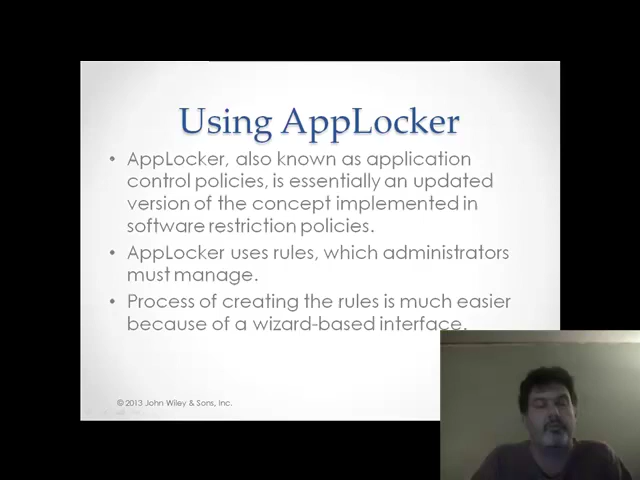 Using AppLocker
• AppLocker, also known as application
control policies, is essentially an updated
version of the concept implemented in
software restriction policies.
• AppLocker uses rules, which administrators
must manage.
• Process of creating the rules is much easier
because of a wizard-based interface.
© 2013 John Wiley & Sons, Inc.